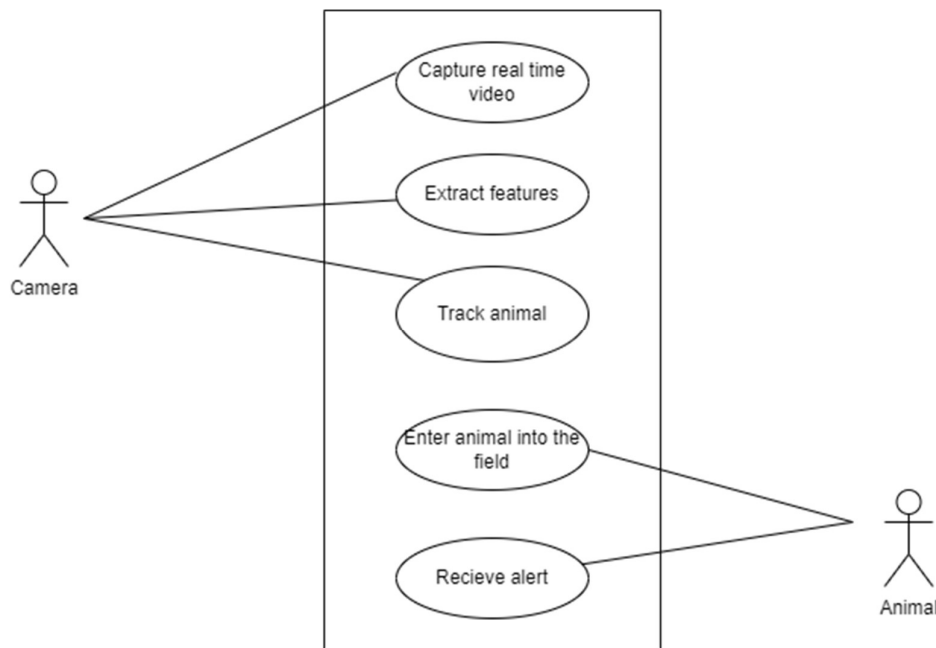 Capture real time
video
Extract features
Camera
Track animal
Enter animal into the
field
Recieve alert
Animal